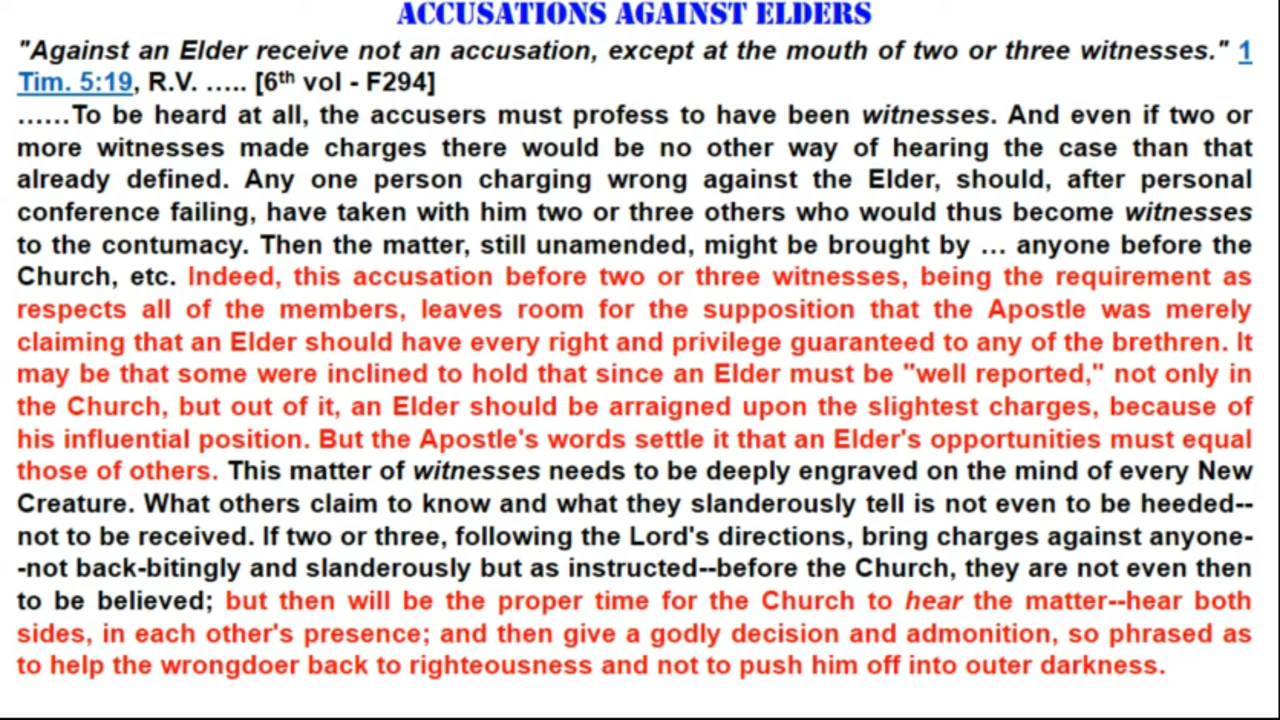 ACCUSATIONS AGAINST ELDERS
"Against an Elder receive not an accusation, except at the mouth of two or three witnesses." 1
Tim. 5:19, R.V. ….. [6th vol - F294]
……To be heard at all, the accusers must profess to have been witnesses. And even if two or
more witnesses made charges there would be no other way of hearing the case than that
already defined. Any one person charging wrong against the Elder, should, after personal
conference failing, have taken with him two or three others who would thus become witnesses
to the contumacy. Then the matter, still unamended, might be brought by … anyone before the
Church, etc. Indeed, this accusation before two or three witnesses, being the requirement as
respects all of the members, leaves room for the supposition that the Apostle was merely
claiming that an Elder should have every right and privilege guaranteed to any of the brethren. It
may be that some were inclined to hold that since an Elder must be "well reported," not only in
the Church, but out of it, an Elder should be arraigned upon the slightest charges, because of
his influential position. But the Apostle's words settle it that an Elder's opportunities must equal
those of others. This matter of witnesses needs to be deeply engraved on the mind of every New
Creature. What others claim to know and what they slanderously tell is not even to be heeded--
not to be received. If two or three, following the Lord's directions, bring charges against anyone-
-not back-bitingly and slanderously but as instructed--before the Church, they are not even then
to be believed; but then will be the proper time for the Church to hear the matter--hear both
sides, in each other's presence; and then give a godly decision and admonition, so phrased as
to help the wrongdoer back to righteousness and not to push him off into outer darkness.